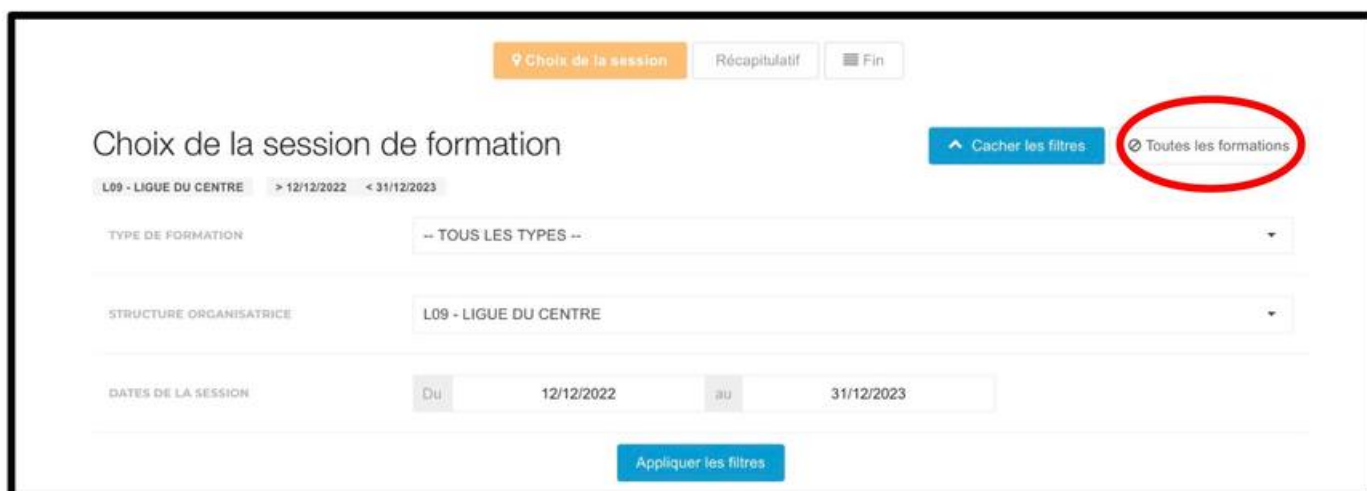 Choix de la session Récapitulatif Fin
Choix de la session de formation Cacher les filtres Toutes les formations
L09 - LIGUE DU CENTRE > 12/12/2022 < 31/12/2023
TYPE DE FORMATION -- TOUS LES TYPES --
STRUCTURE ORGANISATRICE L09 - LIGUE DU CENTRE
DATES DE LA SESSION Du 12/12/2022 au 31/12/2023
Appliquer les filtres